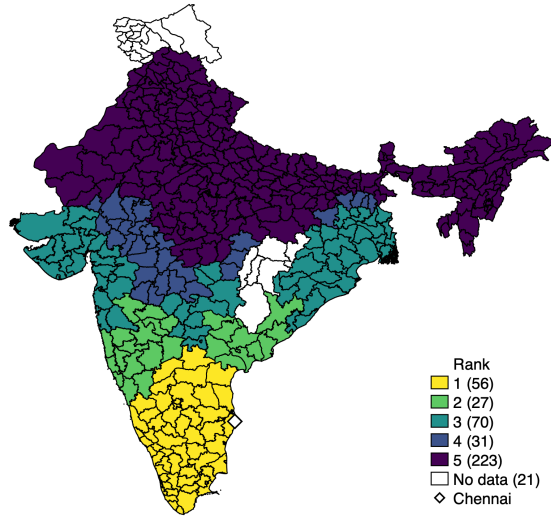 Rank
1 (56)
2 (27)
3 (70)
4 (31)
5 (223)
No data (21)
Chennai